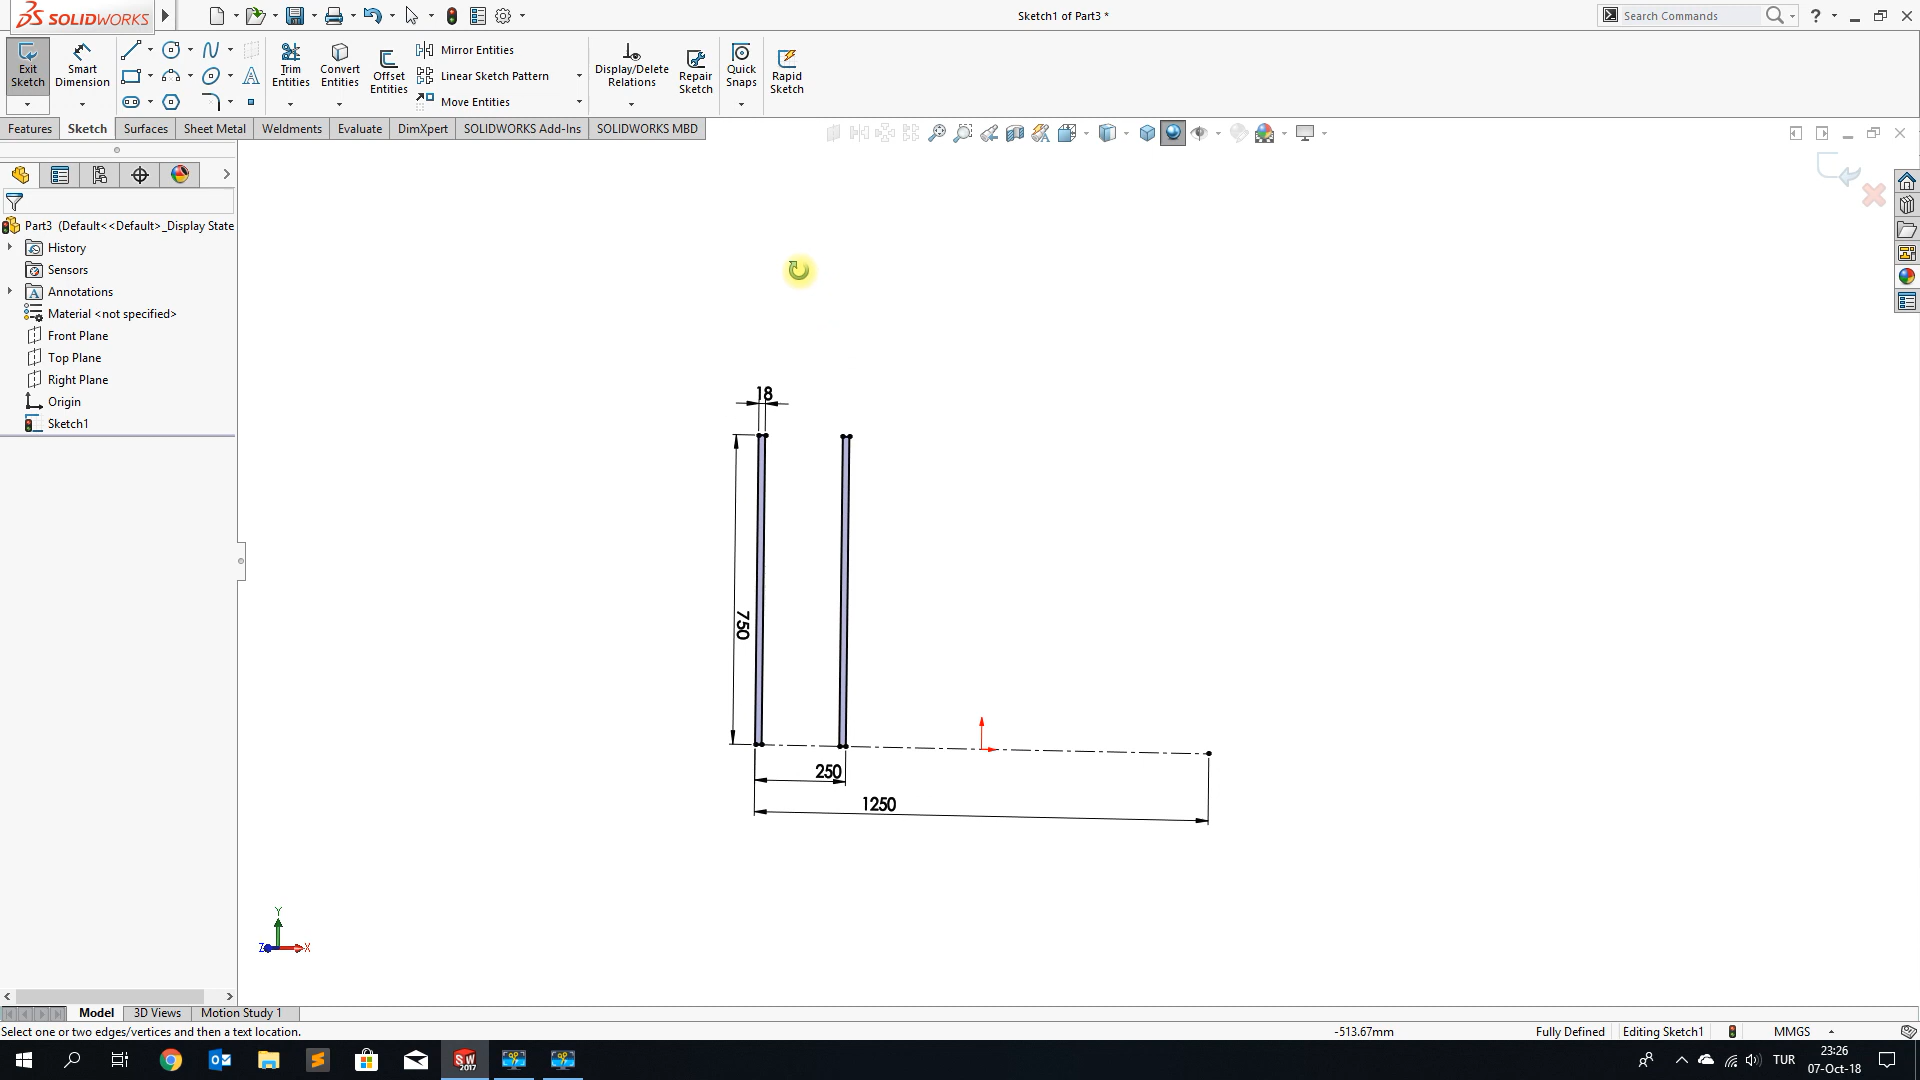 SOLIDWORKS
Sketch1 of Part3 *
Search Commands
?
Exit Sketch
Smart Dimension
Trim Entities
Convert Entities
Offset Entities
Mirror Entities
Linear Sketch Pattern
Move Entities
Display/Delete Relations
Repair Sketch
Quick Snaps
Rapid Sketch
Features
Sketch
Surfaces
Sheet Metal
Weldments
Evaluate
DimXpert
SOLIDWORKS Add-Ins
SOLIDWORKS MBD
Part3 (Default<<Default>_Display State
History
Sensors
Annotations
Material <not specified>
Front Plane
Top Plane
Right Plane
Origin
Sketch1
18
750
250
1250
Y
Z
X
Model
3D Views
Motion Study 1
Select one or two edges/vertices and then a text location.
-513.67mm
Fully Defined
Editing Sketch1
MMGS
SW
2017
TUR
23:26
07-Oct-18